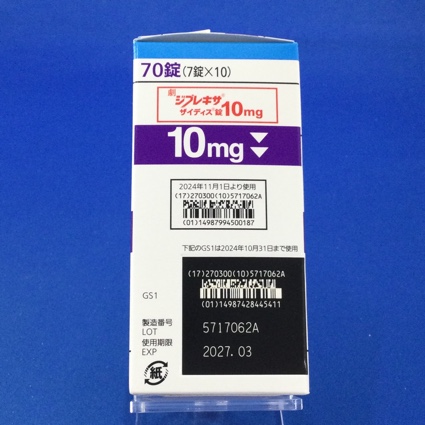 70錠(7錠×10)
劇 ジプレキサ®
ザイディス®錠10mg
10mg
2024年11月1日より使用
(17)270300(10)5717062A
(01)14987994500187
下記のGS1は2024年10月31日まで使用
(17)270300(10)5717062A
(01)14987428445411
GS1
製造番号
LOT 5717062A
使用期限
EXP 2027.03
紙